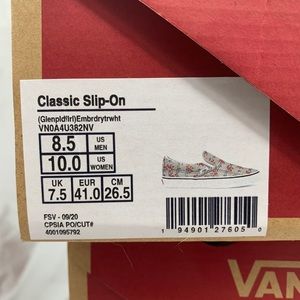 Classic Slip-On
(Glenpldflrl)Embrdrytrwht
VN0A4U382NV
8.5 US MEN
10.0 US WOMEN
UK EUR CM
7.5 41.0 26.5
FSV - 09/20
CPSIA PO/CUT#
4001095792
1 94901 27605 0
VANS